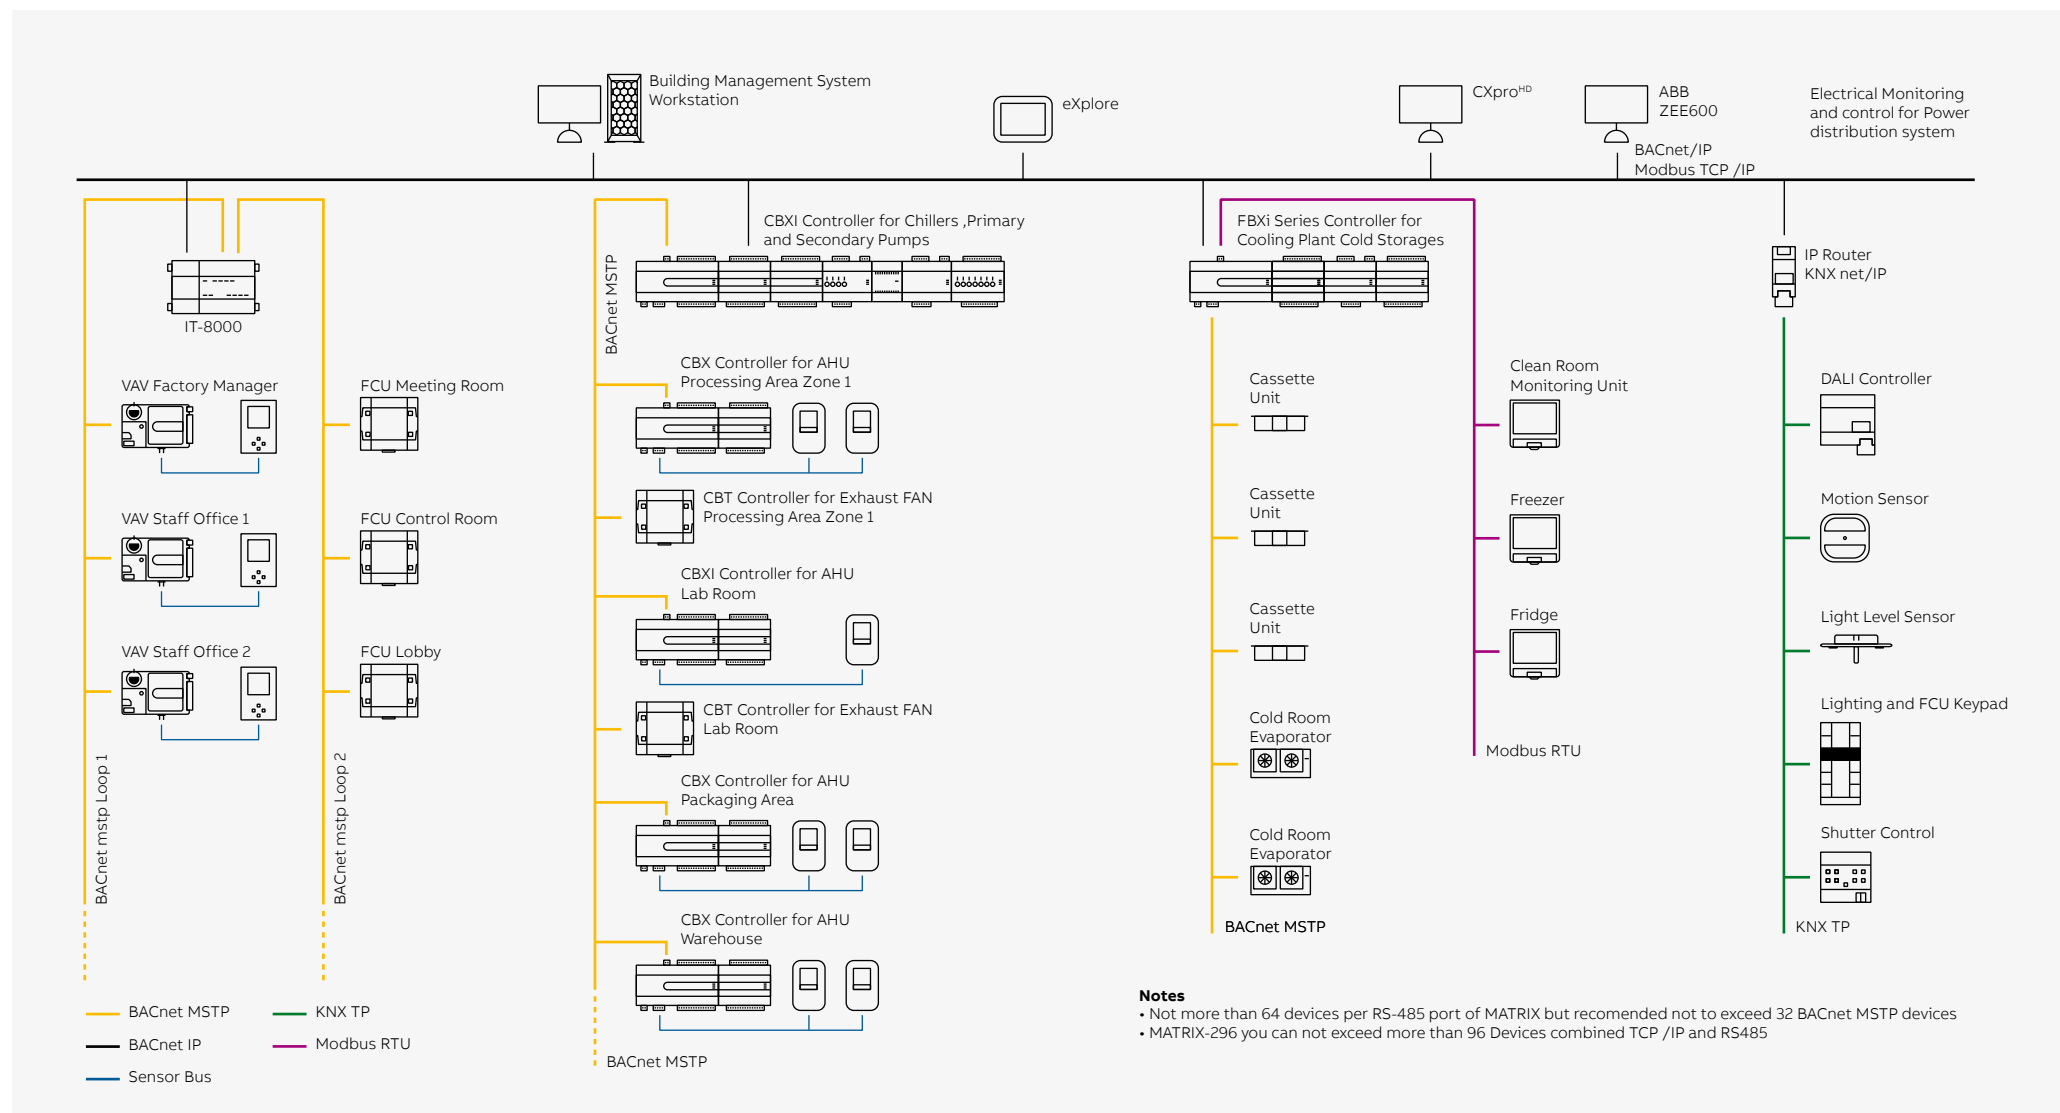 Building Management System
Workstation
eXplore
CXproHD
ABB
ZEE600
Electrical Monitoring
and control for Power
distribution system
BACnet/IP
Modbus TCP /IP
IT-8000
BACnet MSTP
CBXI Controller for Chillers ,Primary
and Secondary Pumps
FBXi Series Controller for
Cooling Plant Cold Storages
IP Router
KNX net/IP
VAV Factory Manager
VAV Staff Office 1
VAV Staff Office 2
BACnet mstp Loop 1
FCU Meeting Room
FCU Control Room
FCU Lobby
BACnet mstp Loop 2
CBX Controller for AHU
Processing Area Zone 1
CBT Controller for Exhaust FAN
Processing Area Zone 1
CBXI Controller for AHU
Lab Room
CBT Controller for Exhaust FAN
Lab Room
CBX Controller for AHU
Packaging Area
CBX Controller for AHU
Warehouse
BACnet MSTP
Cassette
Unit
Cassette
Unit
Cassette
Unit
Cold Room
Evaporator
Cold Room
Evaporator
BACnet MSTP
Clean Room
Monitoring Unit
Freezer
Fridge
Modbus RTU
DALI Controller
Motion Sensor
Light Level Sensor
Lighting and FCU Keypad
Shutter Control
KNX TP
BACnet MSTP
BACnet IP
Sensor Bus
KNX TP
Modbus RTU
Notes
• Not more than 64 devices per RS-485 port of MATRIX but recomended not to exceed 32 BACnet MSTP devices
• MATRIX-296 you can not exceed more than 96 Devices combined TCP /IP and RS485